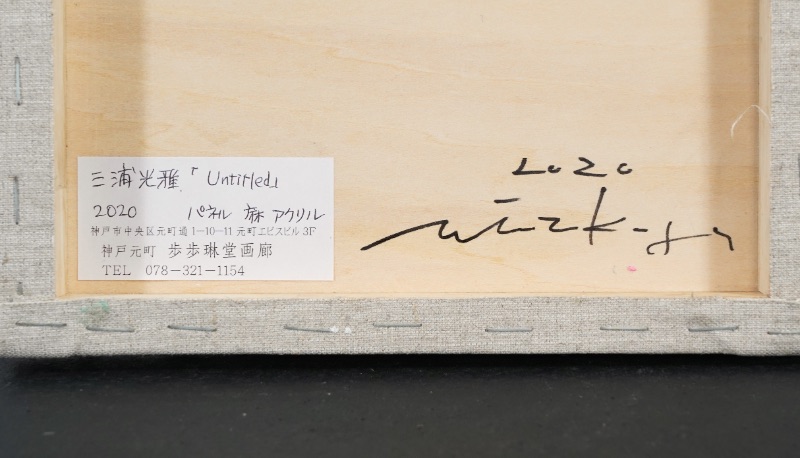 三浦光雅「Untitled」
2020 パネル 麻 アクリル
神戸市中央区元町通1-10-11 元町エビスビル3F
神戸元町 歩歩琳堂画廊
TEL 078-321-1154
2020